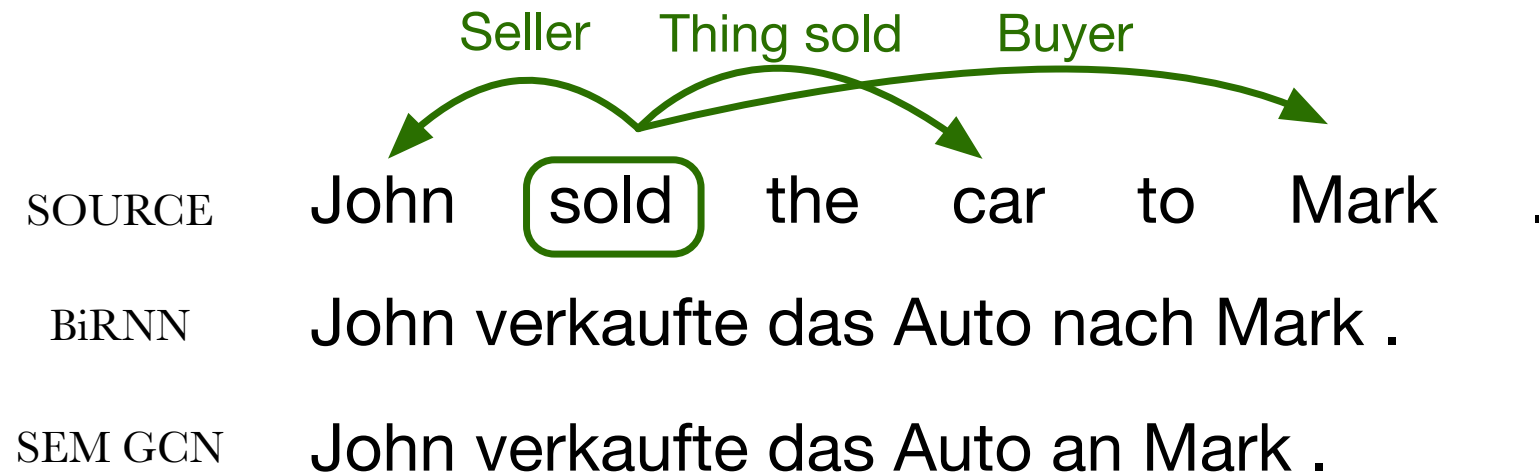 Seller Thing sold Buyer
SOURCE John sold the car to Mark .
BiRNN John verkaufte das Auto nach Mark .
SEM GCN John verkaufte das Auto an Mark .